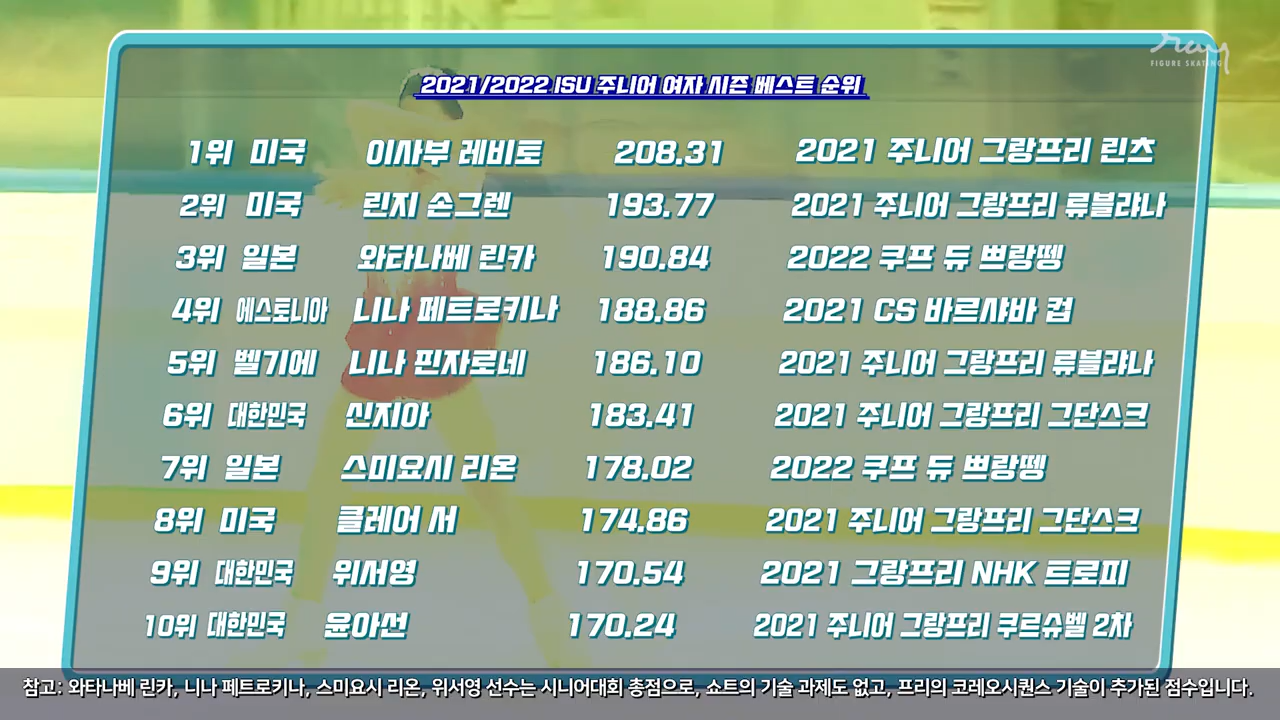 ray
FIGURE SKATING
2021/2022 ISU 주니어 여자 시즌 베스트 순위
1위 미국 이사부 레비토 208.31 2021 주니어 그랑프리 린츠
2위 미국 린지 손그렌 193.77 2021 주니어 그랑프리 류블랴나
3위 일본 와타나베 린카 190.84 2022 쿠프 듀 쁘랑뗑
4위 에스토니아 니나 페트로키나 188.86 2021 CS 바르샤바 컵
5위 벨기에 니나 핀자로네 186.10 2021 주니어 그랑프리 류블랴나
6위 대한민국 신지아 183.41 2021 주니어 그랑프리 그단스크
7위 일본 스미요시 리온 178.02 2022 쿠프 듀 쁘랑뗑
8위 미국 클레어 서 174.86 2021 주니어 그랑프리 그단스크
9위 대한민국 위서영 170.54 2021 그랑프리 NHK 트로피
10위 대한민국 윤아선 170.24 2021 주니어 그랑프리 쿠르슈벨 2차
참고: 와타나베 린카, 니나 페트로키나, 스미요시 리온, 위서영 선수는 시니어대회 총점으로, 쇼트의 기술 과제도 없고, 프리의 코레오시퀀스 기술이 추가된 점수입니다.